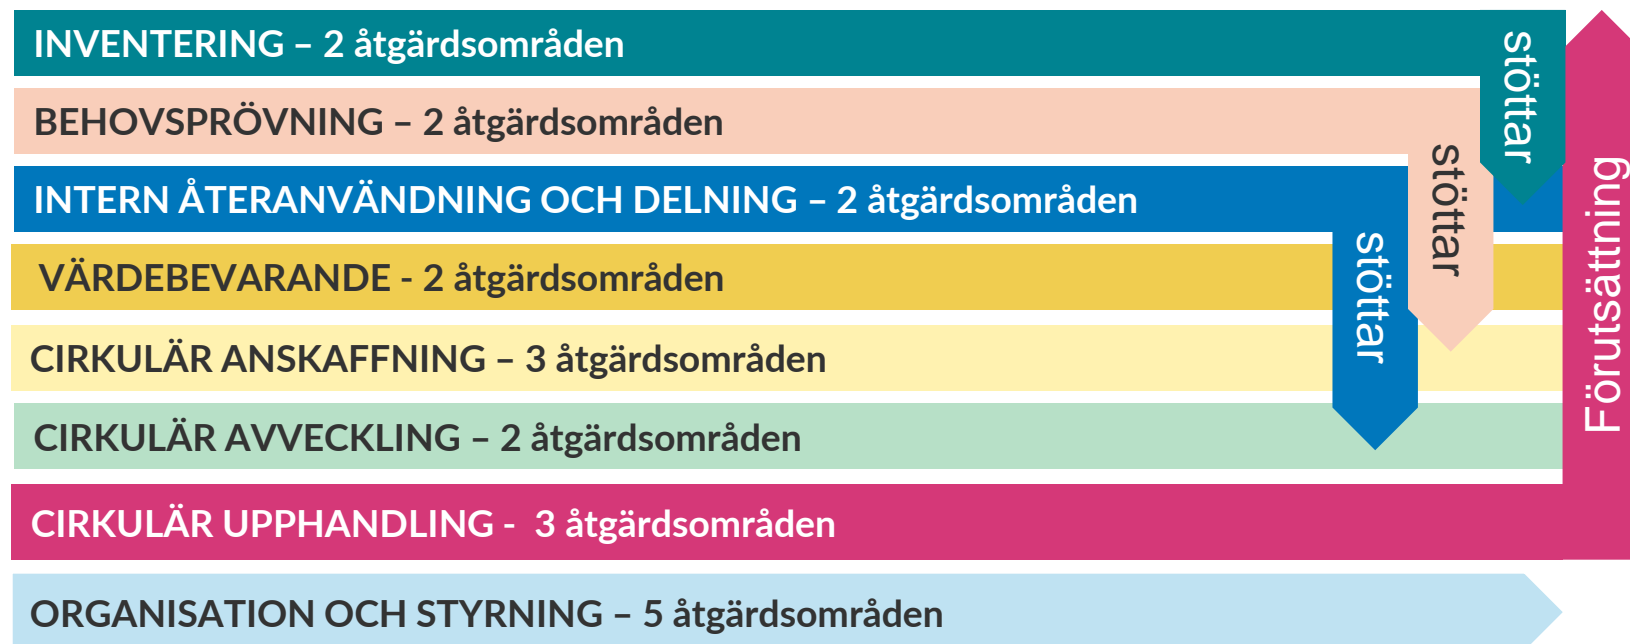 INVENTERING – 2 åtgärdsområden
stöttar
BEHOVSPRÖVNING – 2 åtgärdsområden
stöttar
INTERN ÅTERANVÄNDNING OCH DELNING – 2 åtgärdsområden
stöttar
VÄRDEBEVARANDE - 2 åtgärdsområden
CIRKULÄR ANSKAFFNING – 3 åtgärdsområden
CIRKULÄR AVVECKLING – 2 åtgärdsområden
CIRKULÄR UPPHANDLING - 3 åtgärdsområden
Förutsättning
ORGANISATION OCH STYRNING – 5 åtgärdsområden